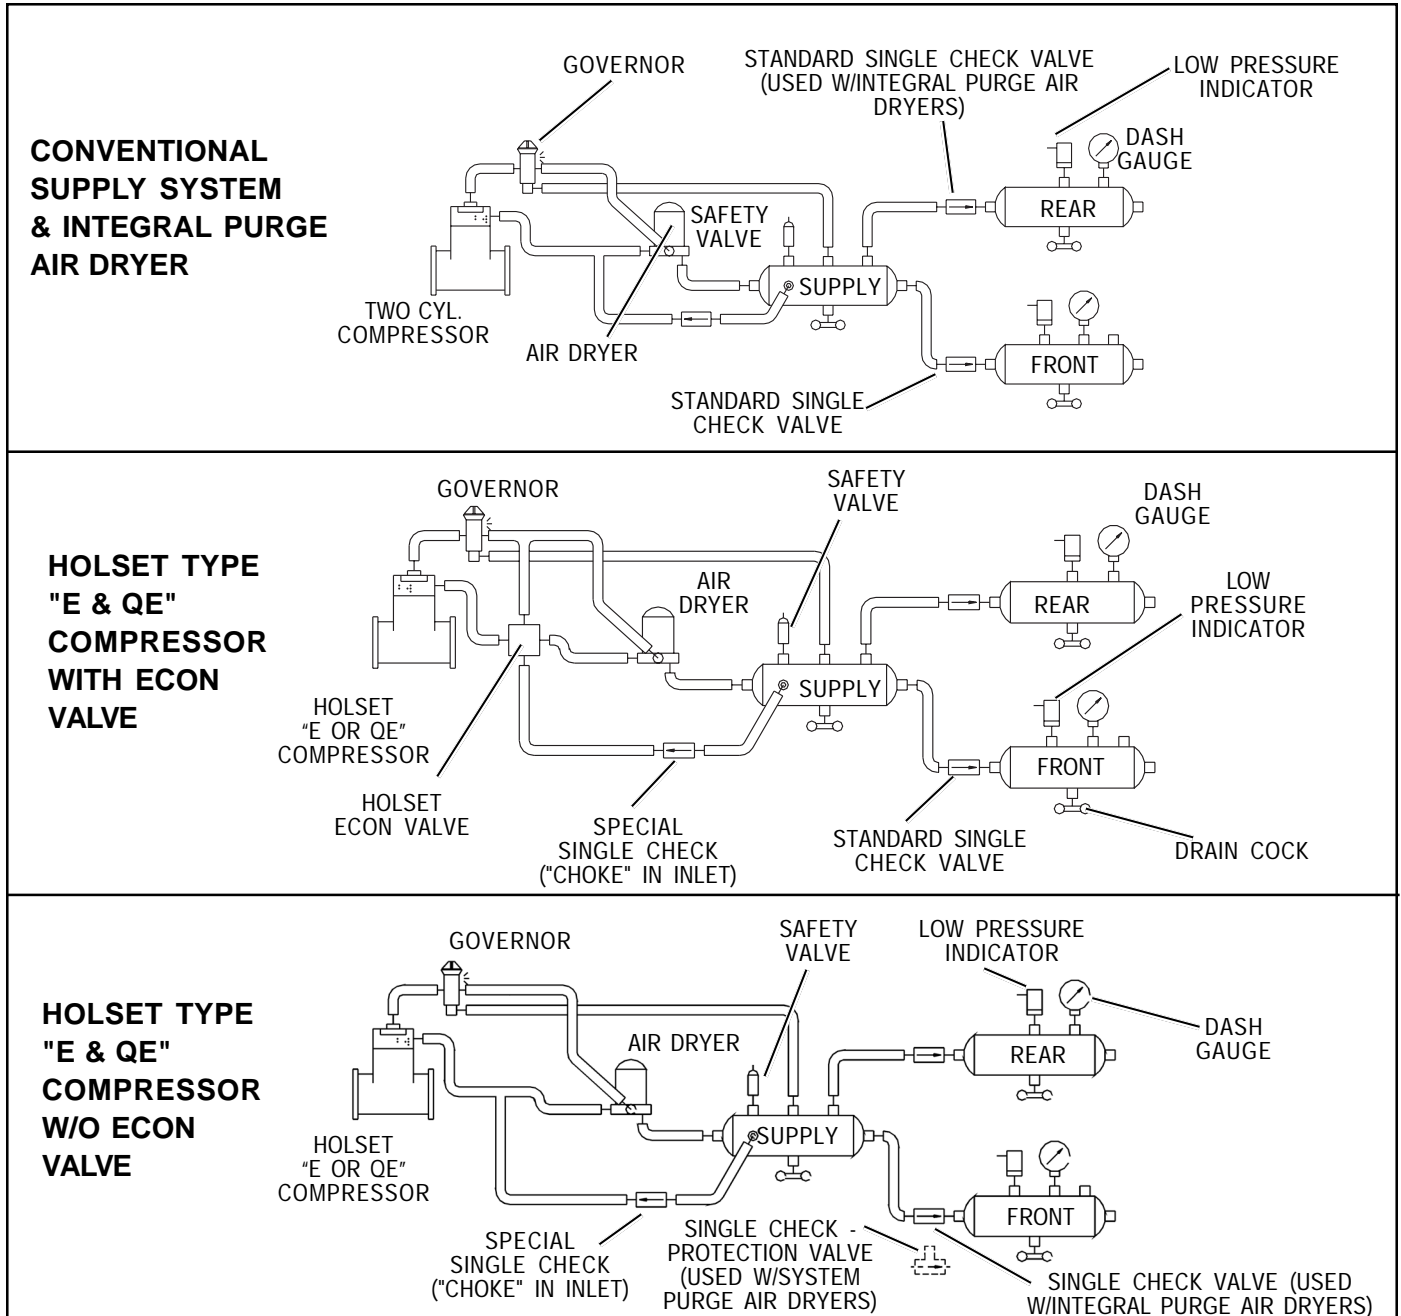 CONVENTIONAL
SUPPLY SYSTEM
& INTEGRAL PURGE
AIR DRYER
GOVERNOR
STANDARD SINGLE CHECK VALVE
(USED W/INTEGRAL PURGE AIR
DRYERS)
LOW PRESSURE
INDICATOR
DASH
GAUGE
REAR
SAFETY
VALVE
SUPPLY
TWO CYL.
COMPRESSOR
AIR DRYER
FRONT
STANDARD SINGLE
CHECK VALVE
HOLSET TYPE
"E & QE"
COMPRESSOR
WITH ECON
VALVE
GOVERNOR
SAFETY
VALVE
DASH
GAUGE
AIR
DRYER
REAR
LOW
PRESSURE
INDICATOR
SUPPLY
HOLSET
“E OR QE”
COMPRESSOR
FRONT
HOLSET
ECON VALVE
SPECIAL
SINGLE CHECK
("CHOKE" IN INLET)
STANDARD SINGLE
CHECK VALVE
DRAIN COCK
HOLSET TYPE
"E & QE"
COMPRESSOR
W/O ECON
VALVE
GOVERNOR
SAFETY
VALVE
LOW PRESSURE
INDICATOR
DASH
GAUGE
AIR DRYER
REAR
SUPPLY
HOLSET
“E OR QE”
COMPRESSOR
FRONT
SPECIAL
SINGLE CHECK
("CHOKE" IN INLET)
SINGLE CHECK -
PROTECTION VALVE
(USED W/SYSTEM
PURGE AIR DRYERS)
SINGLE CHECK VALVE (USED
W/INTEGRAL PURGE AIR DRYERS)